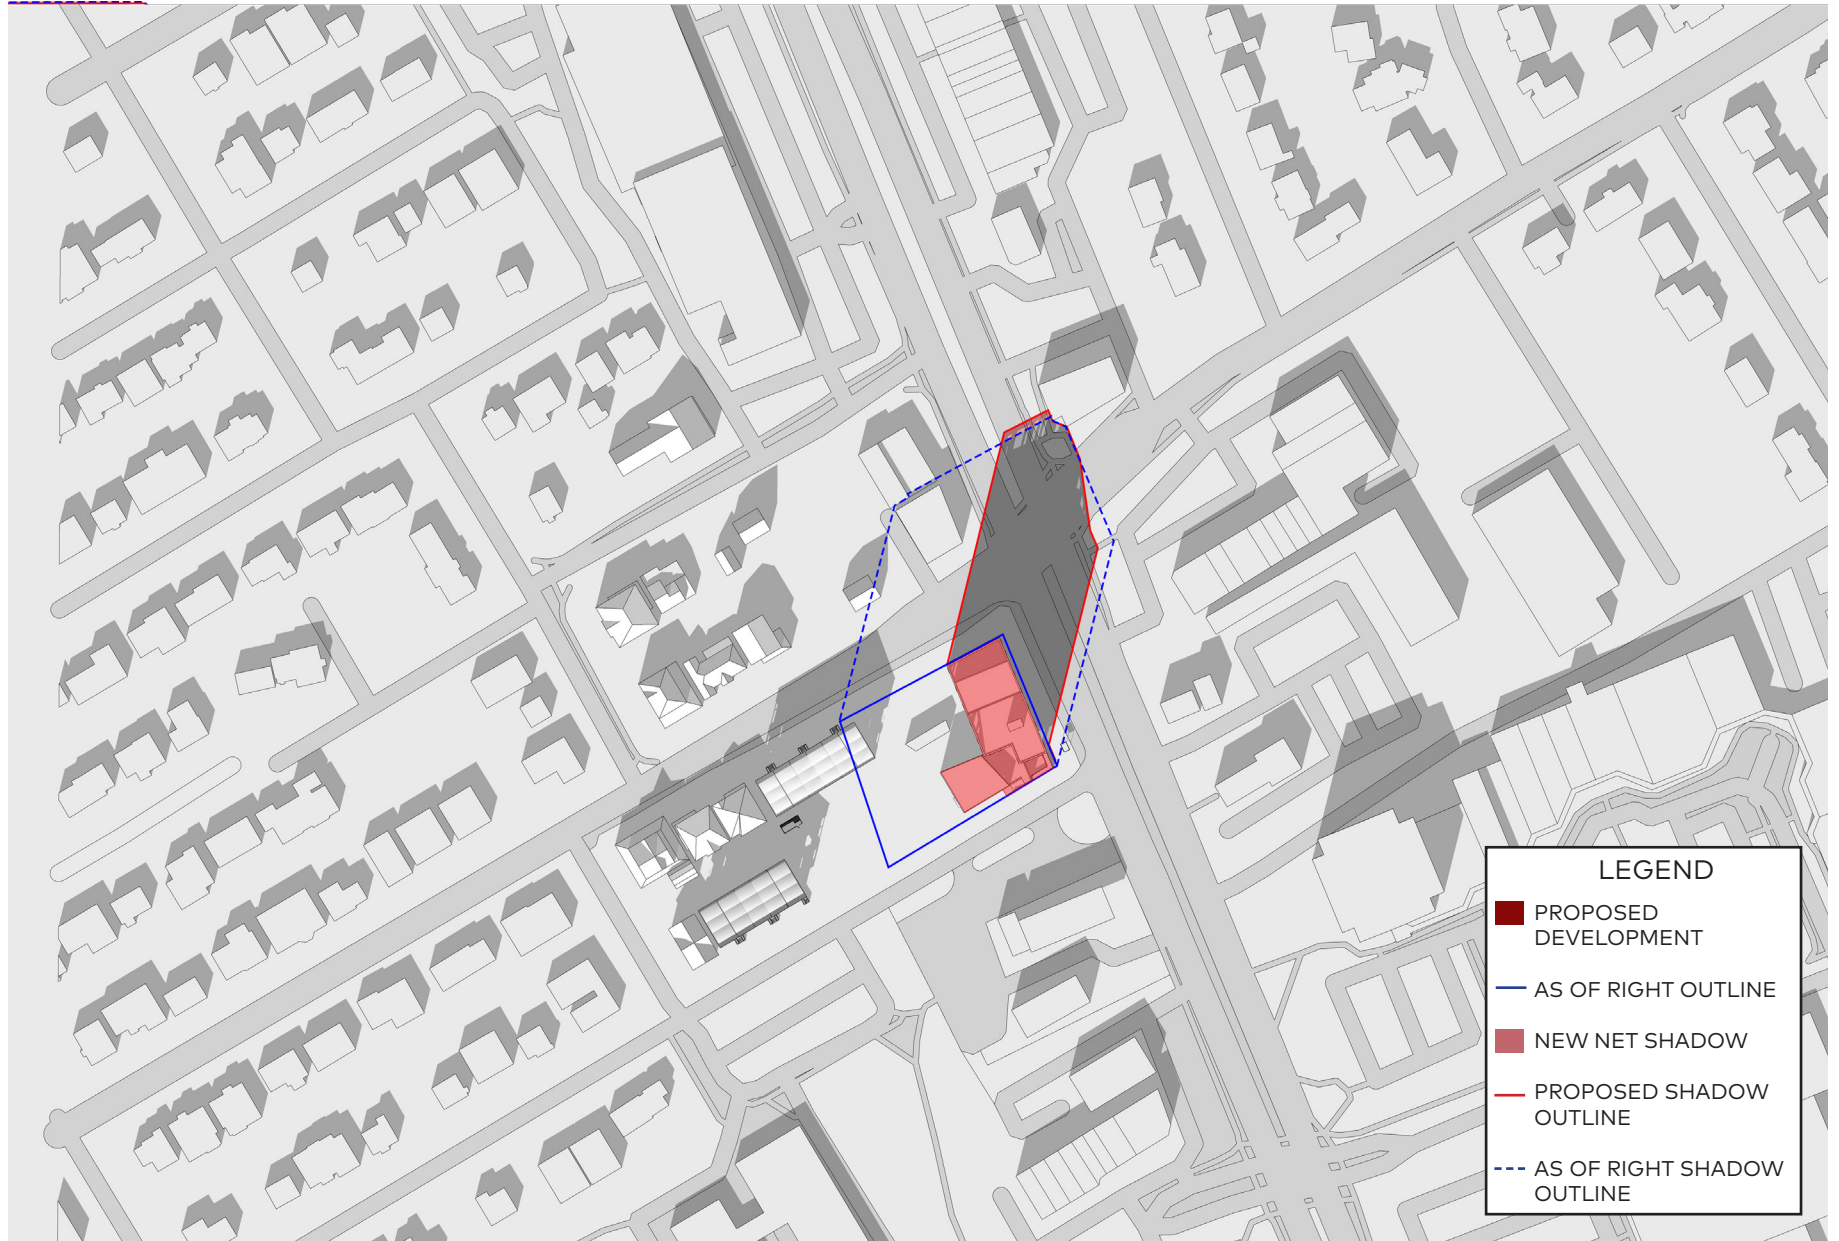 LEGEND
PROPOSED
DEVELOPMENT
AS OF RIGHT OUTLINE
NEW NET SHADOW
PROPOSED SHADOW
OUTLINE
AS OF RIGHT SHADOW
OUTLINE